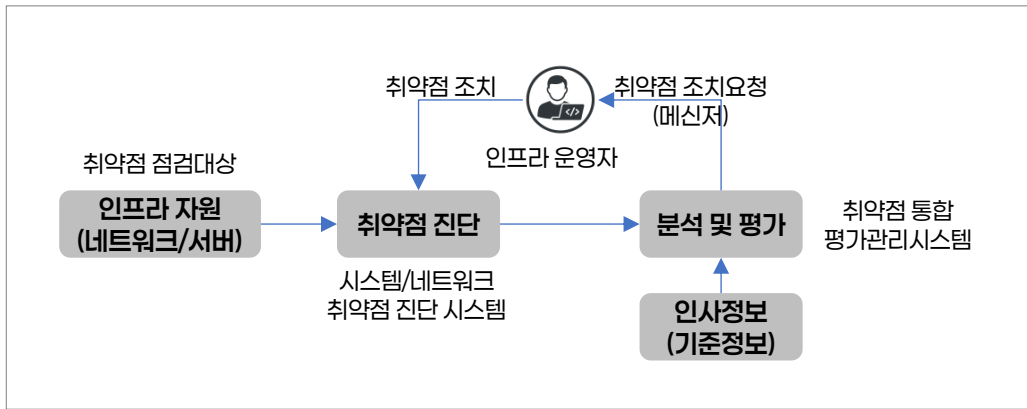 취약점 조치
취약점 조치요청
(메신저)
인프라 운영자
취약점 점검대상
인프라 자원
(네트워크/서버)
취약점 진단
시스템/네트워크
취약점 진단 시스템
분석 및 평가
취약점 통합
평가관리시스템
인사정보
(기준정보)